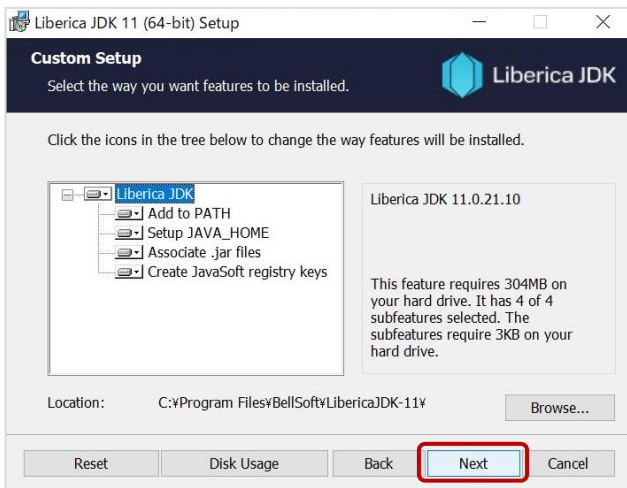 Liberica JDK 11 (64-bit) Setup
Custom Setup
Select the way you want features to be installed.
Liberica JDK
Click the icons in the tree below to change the way features will be installed.
Liberica JDK
Add to PATH
Setup JAVA_HOME
Associate .jar files
Create JavaSoft registry keys
Liberica JDK 11.0.21.10
This feature requires 304MB on
your hard drive. It has 4 of 4
subfeatures selected. The
subfeatures require 3KB on your
hard drive.
Location: C:¥Program Files¥BellSoft¥LibericaJDK-11¥
Browse...
Reset Disk Usage Back Next Cancel